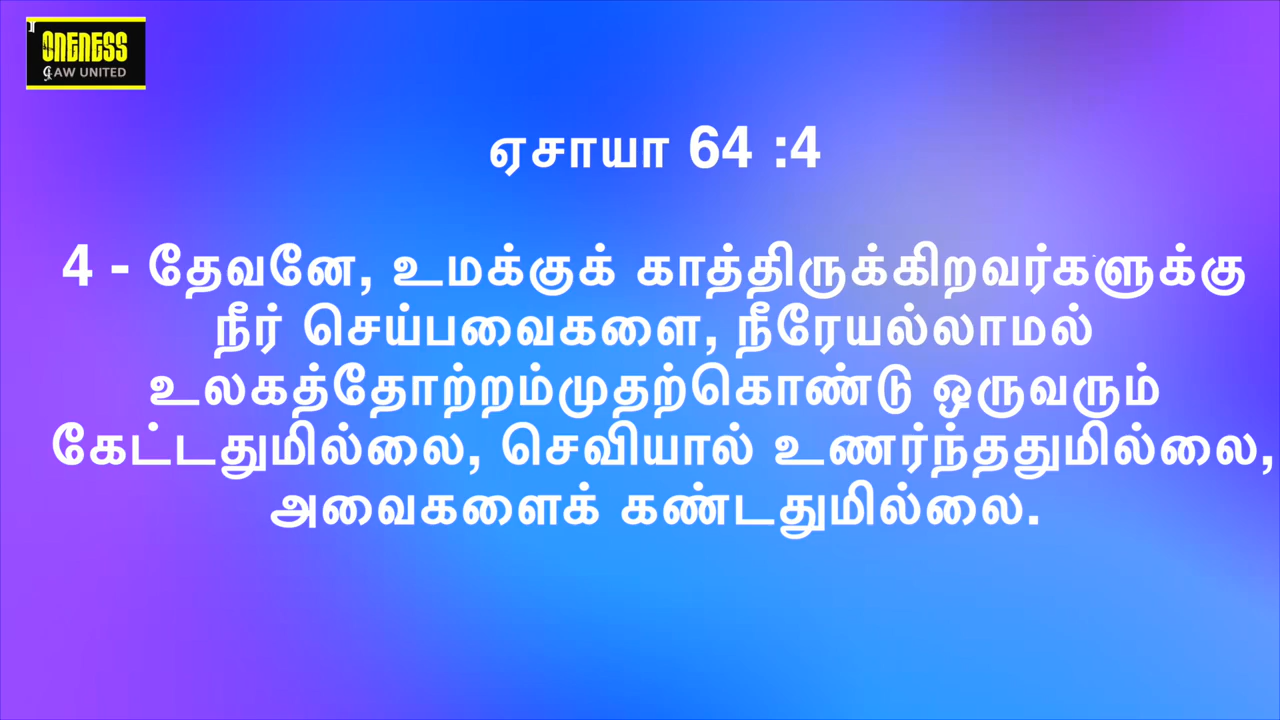 ONENESS
LAW UNITED
ஏசாயா 64 :4
4 - தேவனே, உமக்குக் காத்திருக்கிறவர்களுக்கு
நீர் செய்பவைகளை, நீரேயல்லாமல்
உலகத்தோற்றம்முதற்கொண்டு ஒருவரும்
கேட்டதுமில்லை, செவியால் உணர்ந்ததுமில்லை,
அவைகளைக் கண்டதுமில்லை.